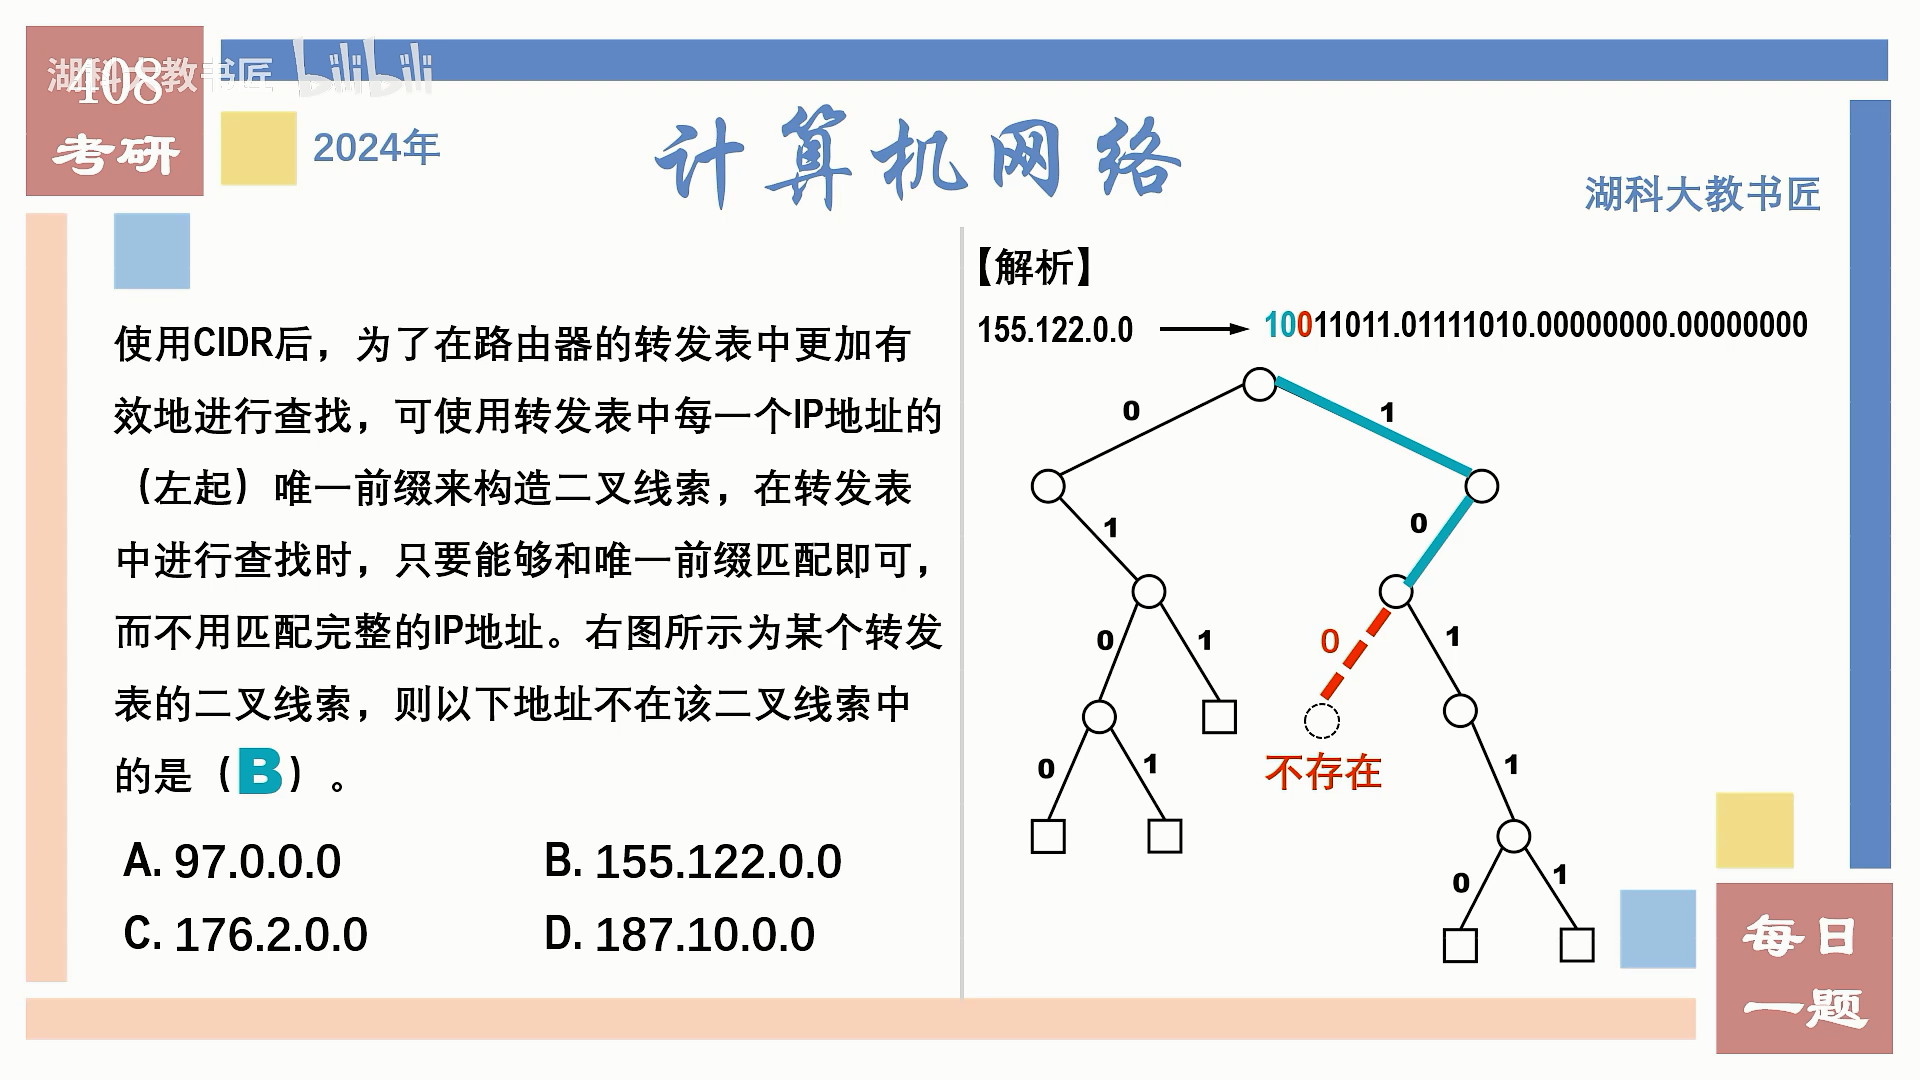 湖科大教书匠 bilibili
408
考研
2024年
计算机网络
湖科大教书匠
使用CIDR后，为了在路由器的转发表中更加有
效地进行查找，可使用转发表中每一个IP地址的
（左起）唯一前缀来构造二叉线索，在转发表
中进行查找时，只要能够和唯一前缀匹配即可，
而不用匹配完整的IP地址。右图所示为某个转发
表的二叉线索，则以下地址不在该二叉线索中
的是（B）。
A. 97.0.0.0 B. 155.122.0.0
C. 176.2.0.0 D. 187.10.0.0
【解析】
155.122.0.0 10011011.01111010.00000000.00000000
0 1
1 0
0 1 0 1
不存在
0 1 1
0 1
每日
一题